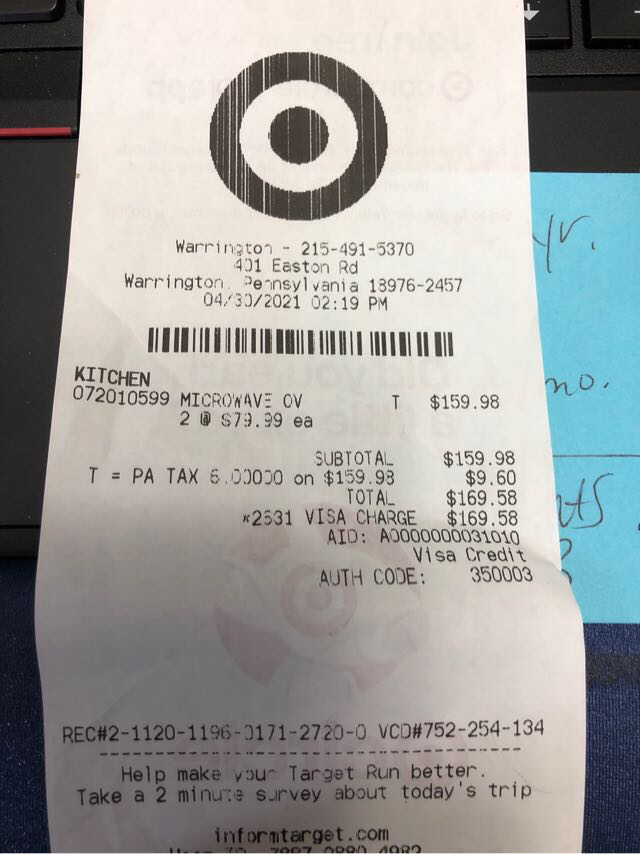 Warrington - 215-491-5370
401 Easton Rd
Warrington, Pennsylvania 18976-2457
04/30/2021 02:19 PM
KITCHEN
072010599 MICROWAVE OV T $159.98
2 @ $79.99 ea
SUBTOTAL $159.98
T = PA TAX 6.00000 on $159.98 $9.60
TOTAL $169.58
*2531 VISA CHARGE $169.58
AID: A0000000031010
Visa Credit
AUTH CODE: 350003
REC#2-1120-1196-0171-2720-0 VCD#752-254-134
Help make your Target Run better.
Take a 2 minute survey about today's trip
informtarget.com
yr.
mo.